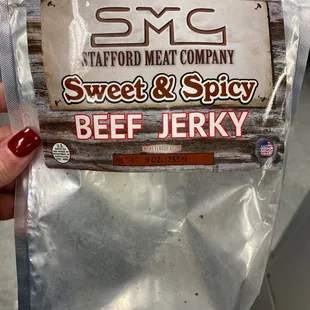 SMC
STAFFORD MEAT COMPANY
Sweet & Spicy
BEEF JERKY